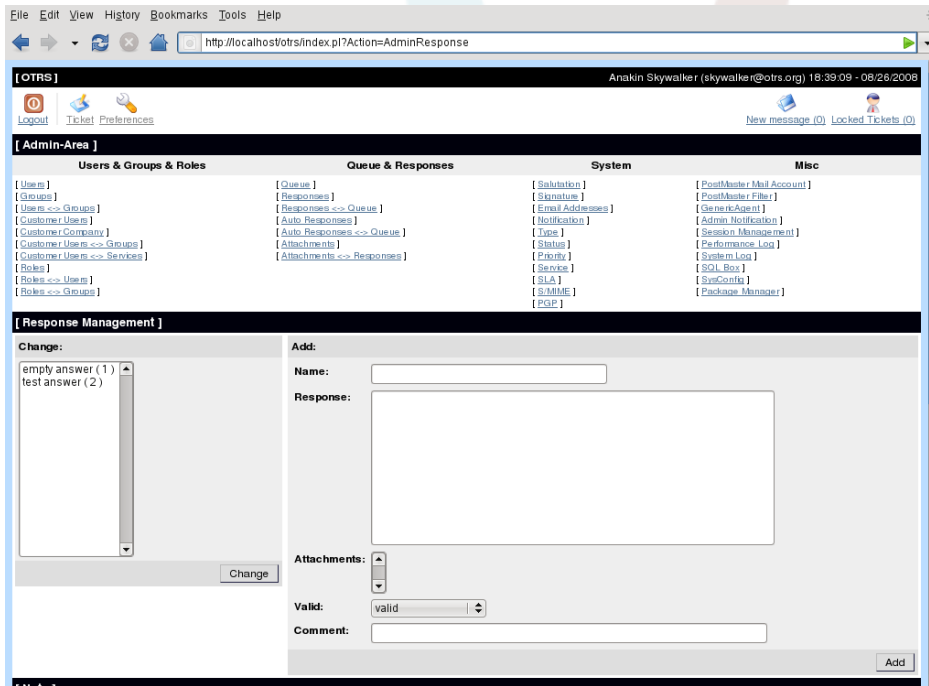 File Edit View History Bookmarks Tools Help
http://localhost/otrs/index.pl?Action=AdminResponse
[ OTRS ] Anakin Skywalker (skywalker@otrs.org) 18:39:09 - 08/26/2008
Logout Ticket Preferences New message (0) Locked Tickets (0)
[ Admin-Area ]
Users & Groups & Roles Queue & Responses System Misc
[ Users ] [ Queue ] [ Salutation ] [ PostMaster Mail Account ]
[ Groups ] [ Responses ] [ Signature ] [ PostMaster Filter ]
[ Users <-> Groups ] [ Responses <-> Queue ] [ Email Addresses ] [ GenericAgent ]
[ Customer Users ] [ Auto Responses ] [ Notification ] [ Admin Notification ]
[ Customer Company ] [ Auto Responses <-> Queue ] [ Type ] [ Session Management ]
[ Customer Users <-> Groups ] [ Attachments ] [ Status ] [ Performance Log ]
[ Customer Users <-> Services ] [ Attachments <-> Responses ] [ Priority ] [ System Log ]
[ Roles ] [ Service ] [ SQL Box ]
[ Roles <-> Users ] [ SLA ] [ SysConfig ]
[ Roles <-> Groups ] [ S/MIME ] [ Package Manager ]
[ PGP ]
[ Response Management ]
Change: Add:
empty answer ( 1 )
test answer ( 2 )
Name:
Response:
Attachments:
Change
Valid: valid
Comment:
Add